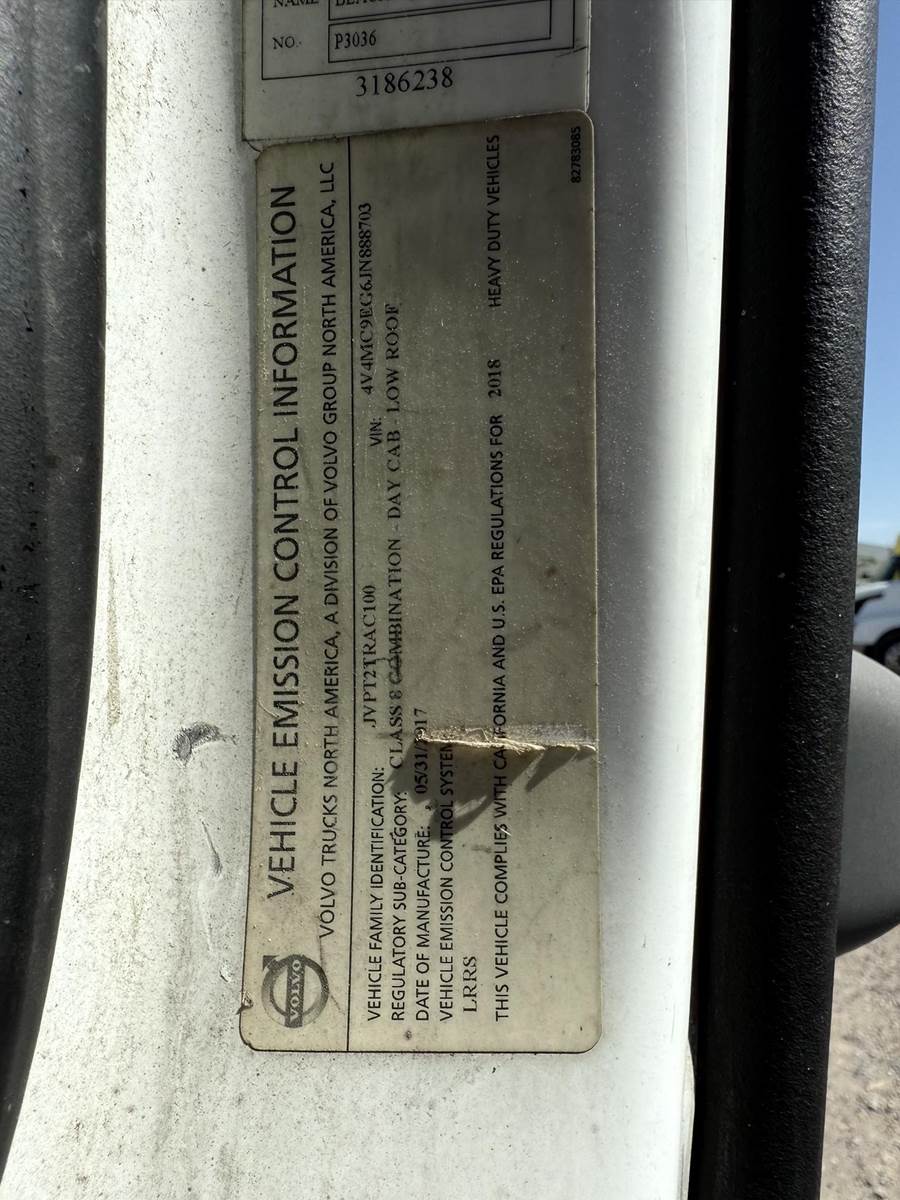 NAME
NO. P3036
3186238
VOLVO
VEHICLE EMISSION CONTROL INFORMATION
VOLVO TRUCKS NORTH AMERICA, A DIVISION OF VOLVO GROUP NORTH AMERICA, LLC
VEHICLE FAMILY IDENTIFICATION: JVPT2TRAC100 VIN: 4V4MC9EG6JN888703
REGULATORY SUB-CATEGORY: CLASS 8 COMBINATION - DAY CAB - LOW ROOF
DATE OF MANUFACTURE: 05/31/2017
VEHICLE EMISSION CONTROL SYSTEM
LRRS
THIS VEHICLE COMPLIES WITH CALIFORNIA AND U.S. EPA REGULATIONS FOR 2018 HEAVY DUTY VEHICLES
82783085